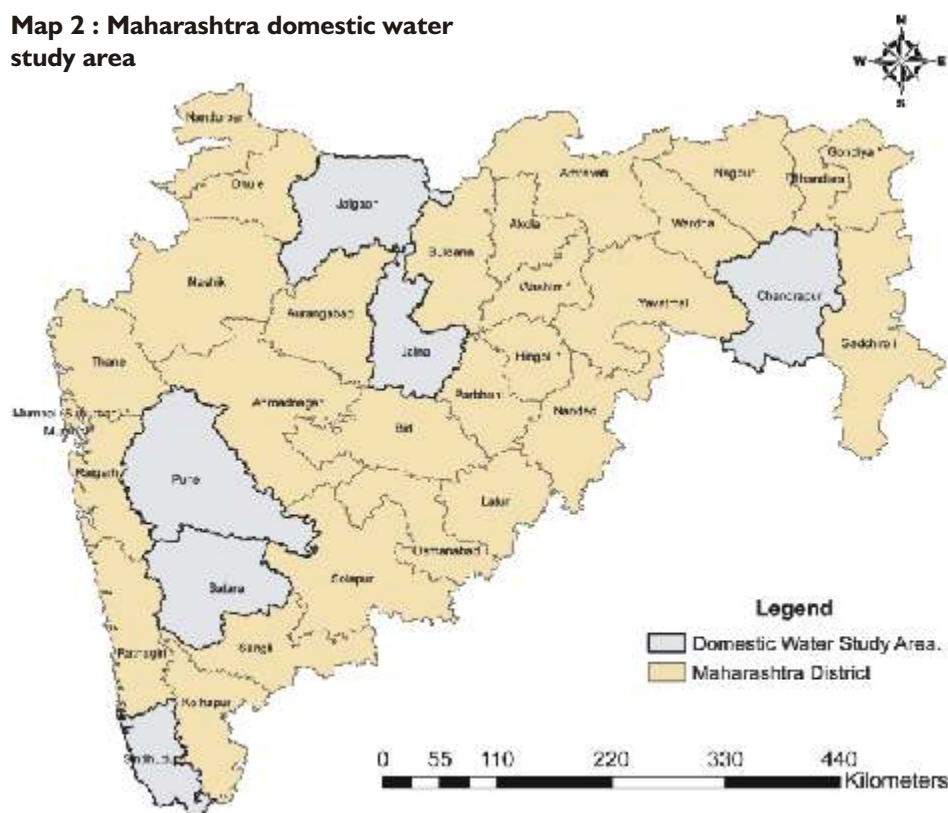 Map 2 : Maharashtra domestic water
study area
N
W E
S
Nandurbar
Gondiya
Dhule
Jalgaon
Amravati
Nagpur
Bhandara
Akola
Wardha
Buldana
Nashik
Washim
Chandrapur
Aurangabad
Yavatmal
Jalna
Gadchiroli
Thane
Hingoli
Parbhani
Ahmadnagar
Nanded
Bid
Raigarh
Pune
Latur
Osmanabad
Solapur
Satara
Sangli
Ratnagiri
Kolhapur
Legend
Domestic Water Study Area.
Maharashtra District
0 55 110 220 330 440
Kilometers